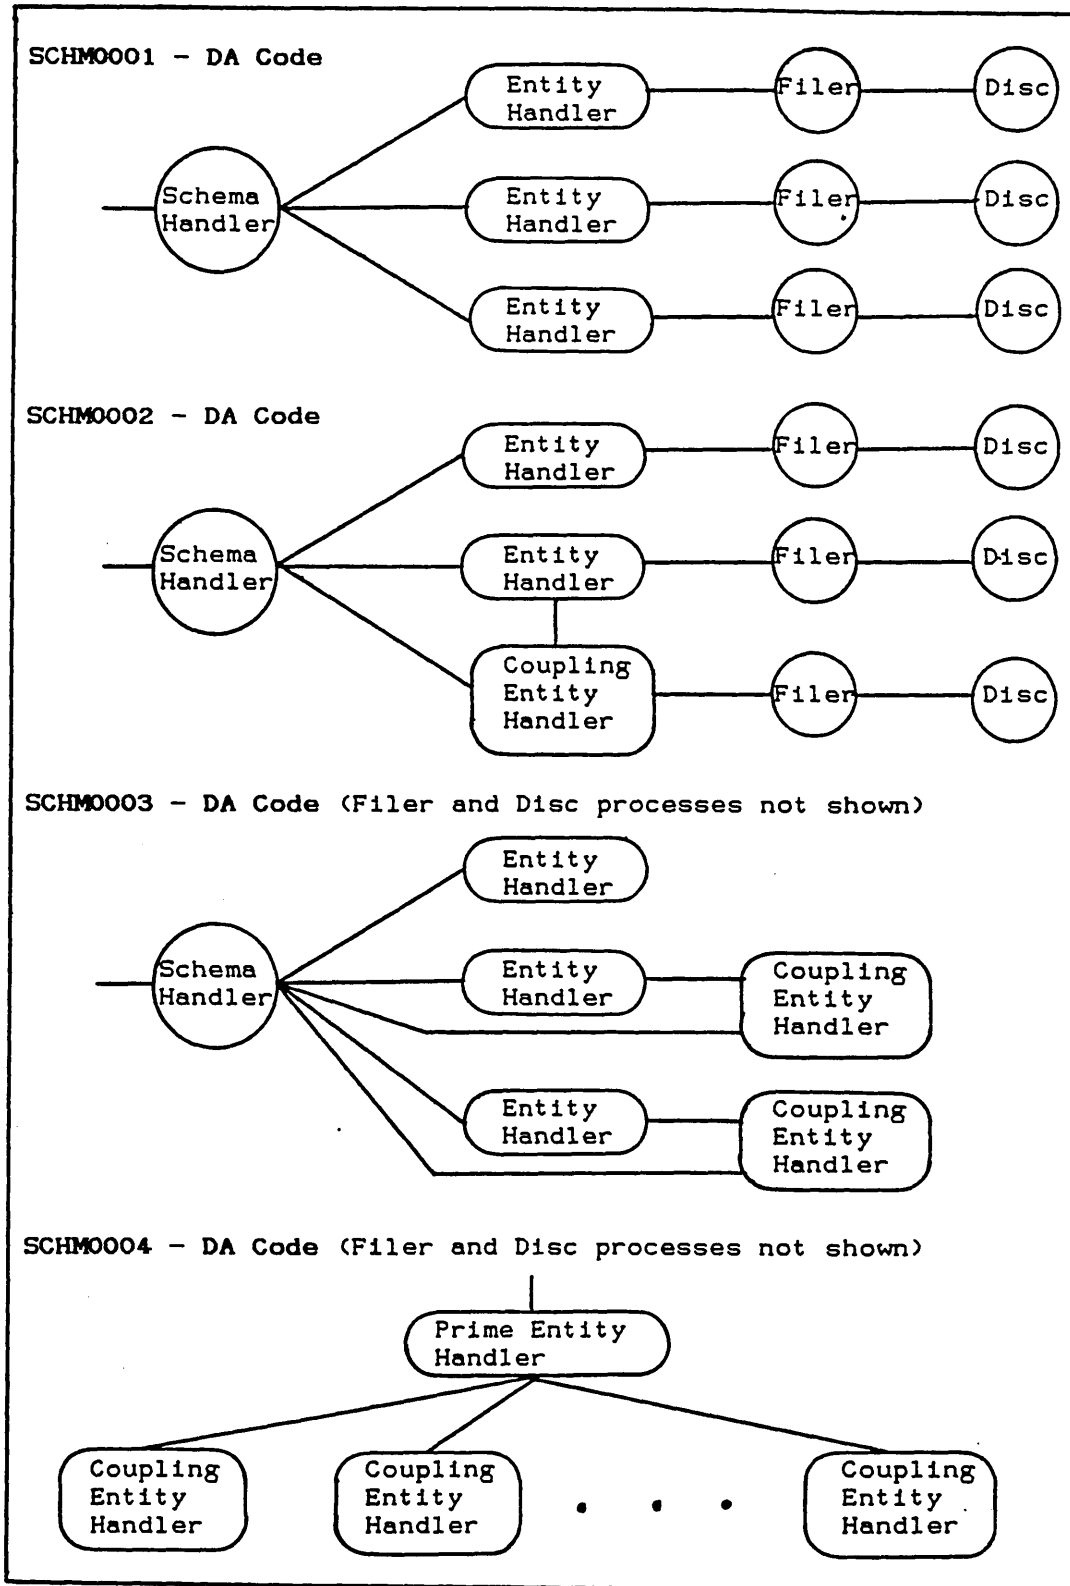 SCHM0001 - DA Code
Entity
Handler
Filer
Disc
Schema
Handler
Entity
Handler
Filer
Disc
Entity
Handler
Filer
Disc
SCHM0002 - DA Code
Entity
Handler
Filer
Disc
Schema
Handler
Entity
Handler
Filer
Disc
Coupling
Entity
Handler
Filer
Disc
SCHM0003 - DA Code (Filer and Disc processes not shown)
Entity
Handler
Schema
Handler
Entity
Handler
Coupling
Entity
Handler
Entity
Handler
Coupling
Entity
Handler
SCHM0004 - DA Code (Filer and Disc processes not shown)
Prime Entity
Handler
Coupling
Entity
Handler
Coupling
Entity
Handler
. . .
Coupling
Entity
Handler